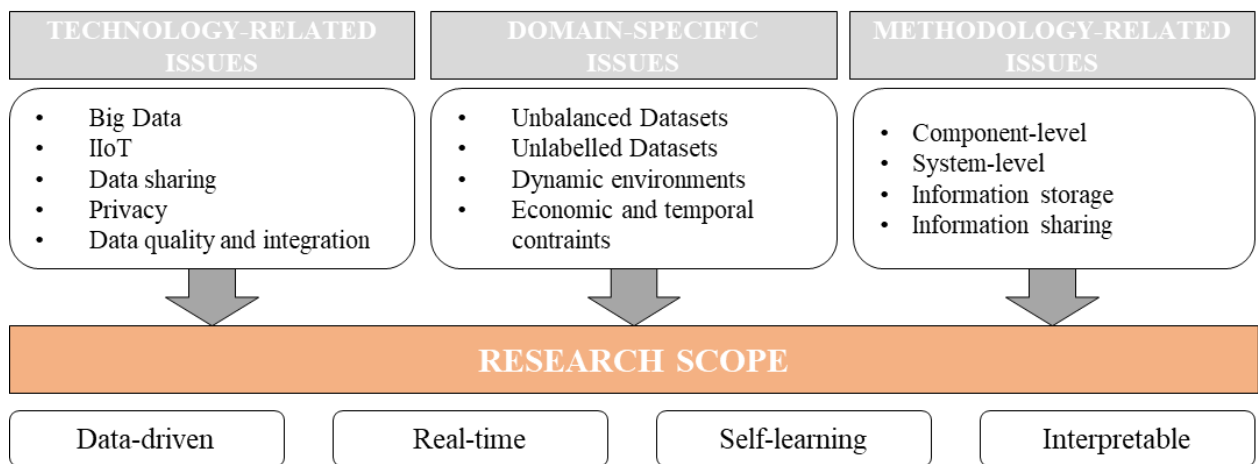 TECHNOLOGY-RELATED
ISSUES
• Big Data
• IIoT
• Data sharing
• Privacy
• Data quality and integration
DOMAIN-SPECIFIC
ISSUES
• Unbalanced Datasets
• Unlabelled Datasets
• Dynamic environments
• Economic and temporal
contraints
METHODOLOGY-RELATED
ISSUES
• Component-level
• System-level
• Information storage
• Information sharing
RESEARCH SCOPE
Data-driven
Real-time
Self-learning
Interpretable